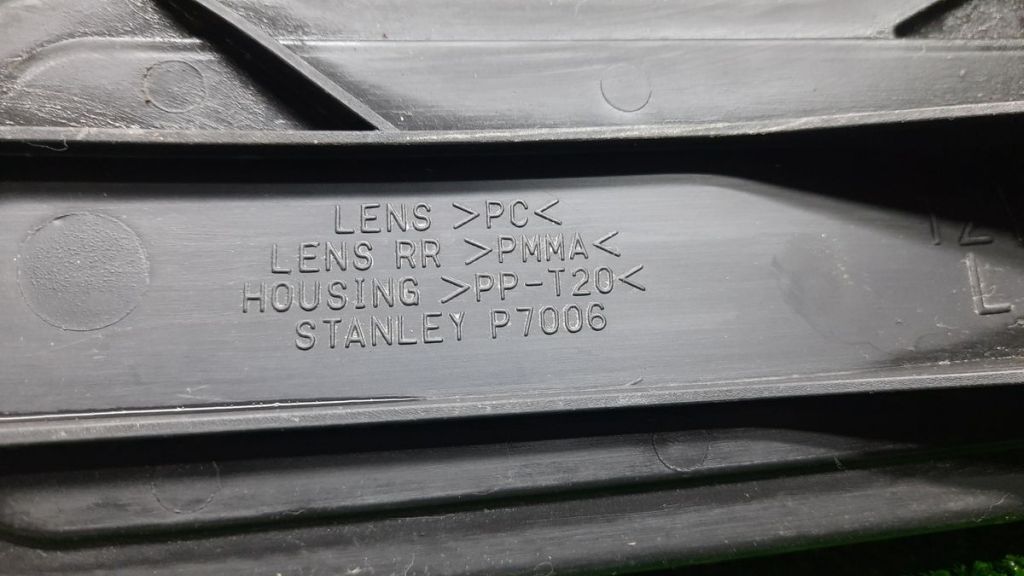 LENS >PC<
LENS RR >PMMA<
HOUSING >PP-T20<
STANLEY P7006
L